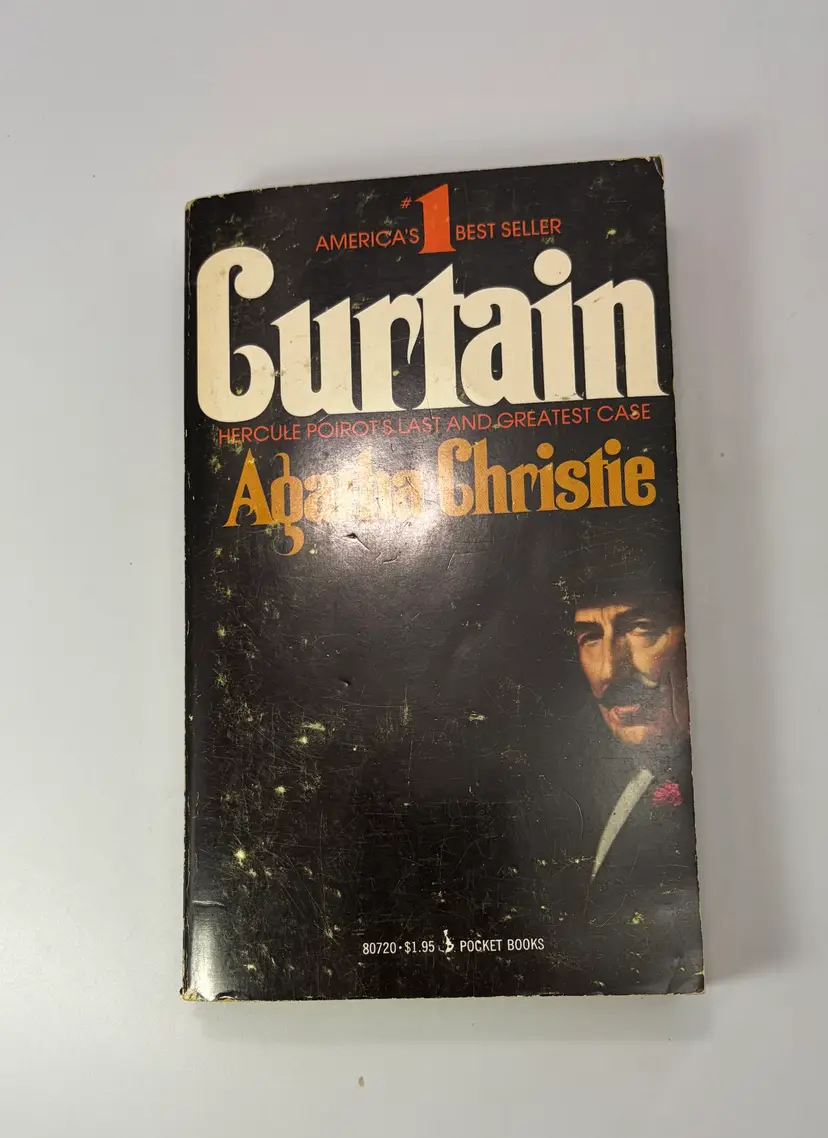 AMERICA'S #1 BEST SELLER
Curtain
HERCULE POIROT'S LAST AND GREATEST CASE
Agatha Christie
80720·$1.95 POCKET BOOKS